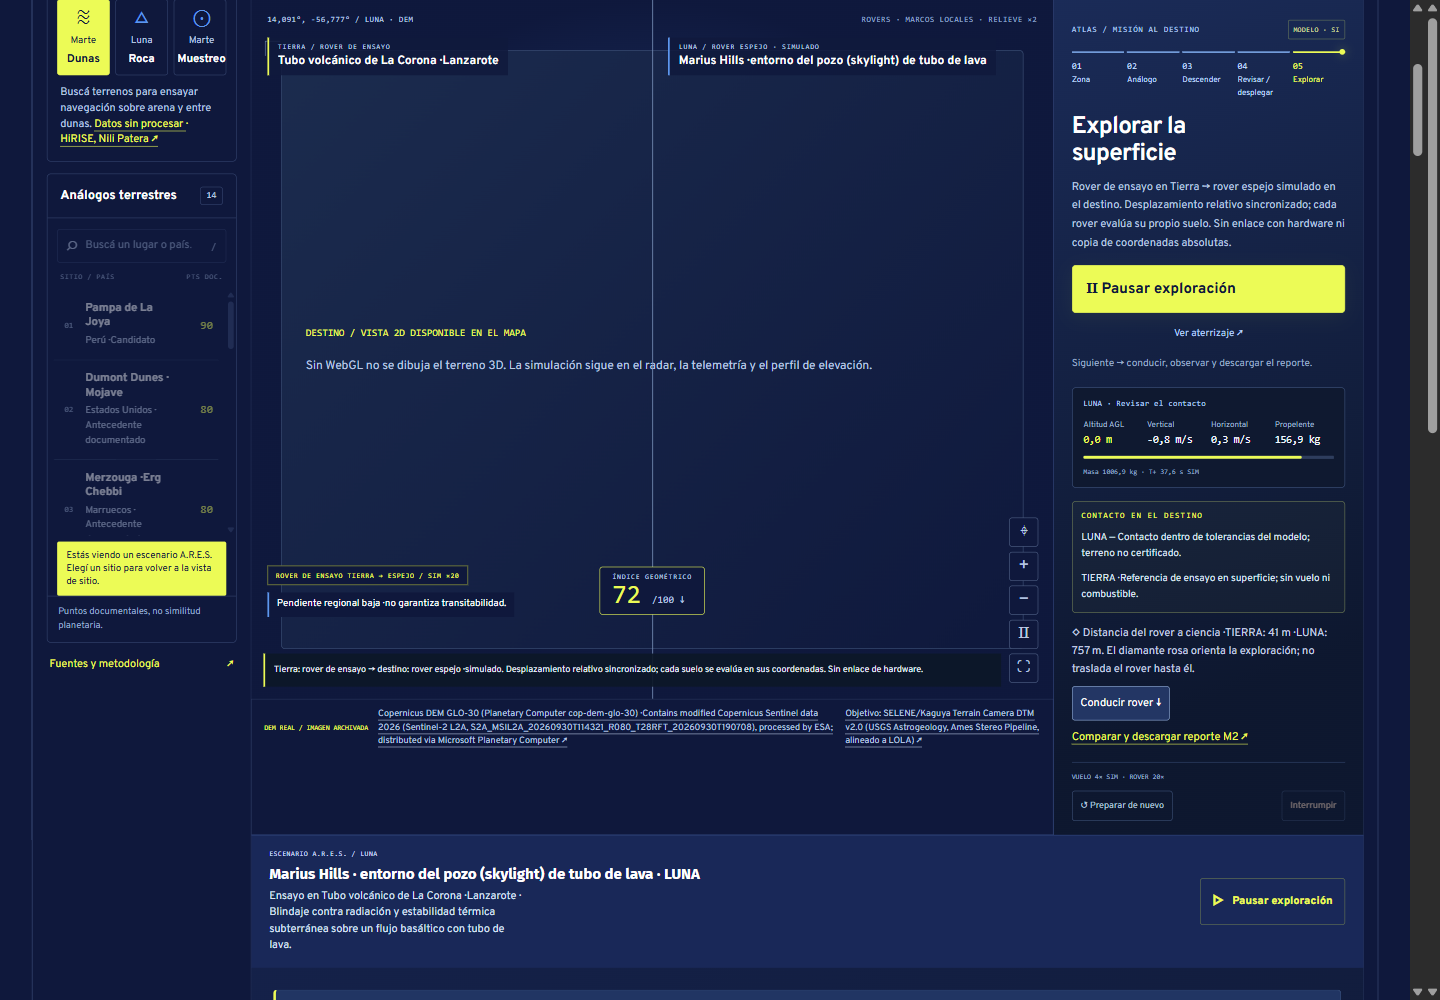 Marte
Dunas
Luna
Roca
Marte
Muestreo
Buscá terrenos para ensayar
navegación sobre arena y entre
dunas. Datos sin procesar ·
HiRISE, Nili Patera ↗
Análogos terrestres
14
Buscá un lugar o país.
/
SITIO / PAÍS
PTS DOC.
01
Pampa de La
Joya
Perú ·Candidato
90
02
Dumont Dunes ·
Mojave
Estados Unidos ·
Antecedente
documentado
80
03
Merzouga ·Erg
Chebbi
Marruecos ·
Antecedente
80
Estás viendo un escenario A.R.E.S.
Elegí un sitio para volver a la vista
de sitio.
Puntos documentales, no similitud
planetaria.
Fuentes y metodología ↗
14,091°, -56,777° / LUNA · DEM
ROVERS · MARCOS LOCALES · RELIEVE ×2
TIERRA / ROVER DE ENSAYO
Tubo volcánico de La Corona ·Lanzarote
LUNA / ROVER ESPEJO · SIMULADO
Marius Hills ·entorno del pozo (skylight) de tubo de lava
DESTINO / VISTA 2D DISPONIBLE EN EL MAPA
Sin WebGL no se dibuja el terreno 3D. La simulación sigue en el radar, la telemetría y el perfil de elevación.
ROVER DE ENSAYO TIERRA → ESPEJO / SIM ×20
Pendiente regional baja ·no garantiza transitabilidad.
ÍNDICE GEOMÉTRICO
72 /100 ↓
Tierra: rover de ensayo → destino: rover espejo ·simulado. Desplazamiento relativo sincronizado; cada suelo se evalúa en sus coordenadas. Sin enlace de hardware.
DEM REAL / IMAGEN ARCHIVADA
Copernicus DEM GLO-30 (Planetary Computer cop-dem-glo-30) ·Contains modified Copernicus Sentinel data
2026 (Sentinel-2 L2A, S2A_MSIL2A_20260930T114321_R080_T28RFT_20260930T190708), processed by ESA;
distributed via Microsoft Planetary Computer ↗
Objetivo: SELENE/Kaguya Terrain Camera DTM
v2.0 (USGS Astrogeology, Ames Stereo Pipeline,
alineado a LOLA) ↗
ATLAS / MISIÓN AL DESTINO
MODELO · SI
01
Zona
02
Análogo
03
Descender
04
Revisar /
desplegar
05
Explorar
Explorar la
superficie
Rover de ensayo en Tierra → rover espejo simulado en
el destino. Desplazamiento relativo sincronizado; cada
rover evalúa su propio suelo. Sin enlace con hardware ni
copia de coordenadas absolutas.
Pausar exploración
Ver aterrizaje ↗
Siguiente → conducir, observar y descargar el reporte.
LUNA · Revisar el contacto
Altitud AGL
0,0 m
Vertical
-0,8 m/s
Horizontal
0,3 m/s
Propelente
156,9 kg
Masa 1006,9 kg · T+ 37,6 s SIM
CONTACTO EN EL DESTINO
LUNA — Contacto dentro de tolerancias del modelo;
terreno no certificado.
TIERRA ·Referencia de ensayo en superficie; sin vuelo ni
combustible.
◇ Distancia del rover a ciencia ·TIERRA: 41 m ·LUNA:
757 m. El diamante rosa orienta la exploración; no
traslada el rover hasta él.
Conducir rover ↓
Comparar y descargar reporte M2 ↗
VUELO 4× SIM · ROVER 20×
↺ Preparar de nuevo
Interrumpir
ESCENARIO A.R.E.S. / LUNA
Marius Hills · entorno del pozo (skylight) de tubo de lava · LUNA
Ensayo en Tubo volcánico de La Corona ·Lanzarote ·
Blindaje contra radiación y estabilidad térmica
subterránea sobre un flujo basáltico con tubo de
lava.
Pausar exploración